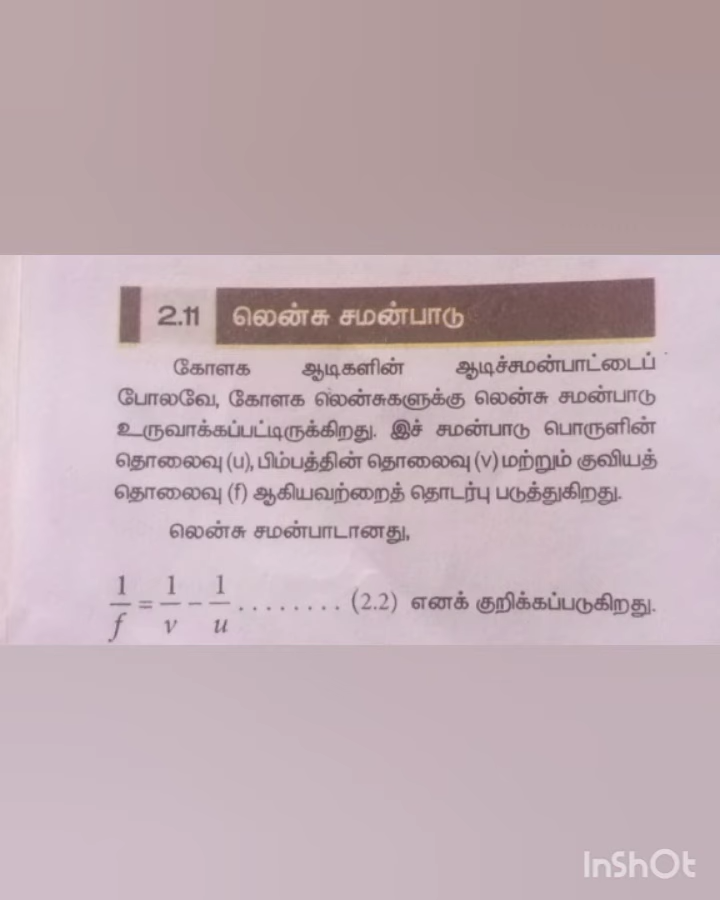 2.11 லென்சு சமன்பாடு
கோளக ஆடிகளின் ஆடிச்சமன்பாட்டைப்
போலவே, கோளக லென்சுகளுக்கு லென்சு சமன்பாடு
உருவாக்கப்பட்டிருக்கிறது. இச் சமன்பாடு பொருளின்
தொலைவு (u), பிம்பத்தின் தொலைவு (v) மற்றும் குவியத்
தொலைவு (f) ஆகியவற்றைத் தொடர்பு படுத்துகிறது.
லென்சு சமன்பாடானது,
1/f = 1/v − 1/u ........ (2.2) எனக் குறிக்கப்படுகிறது.
InShOt